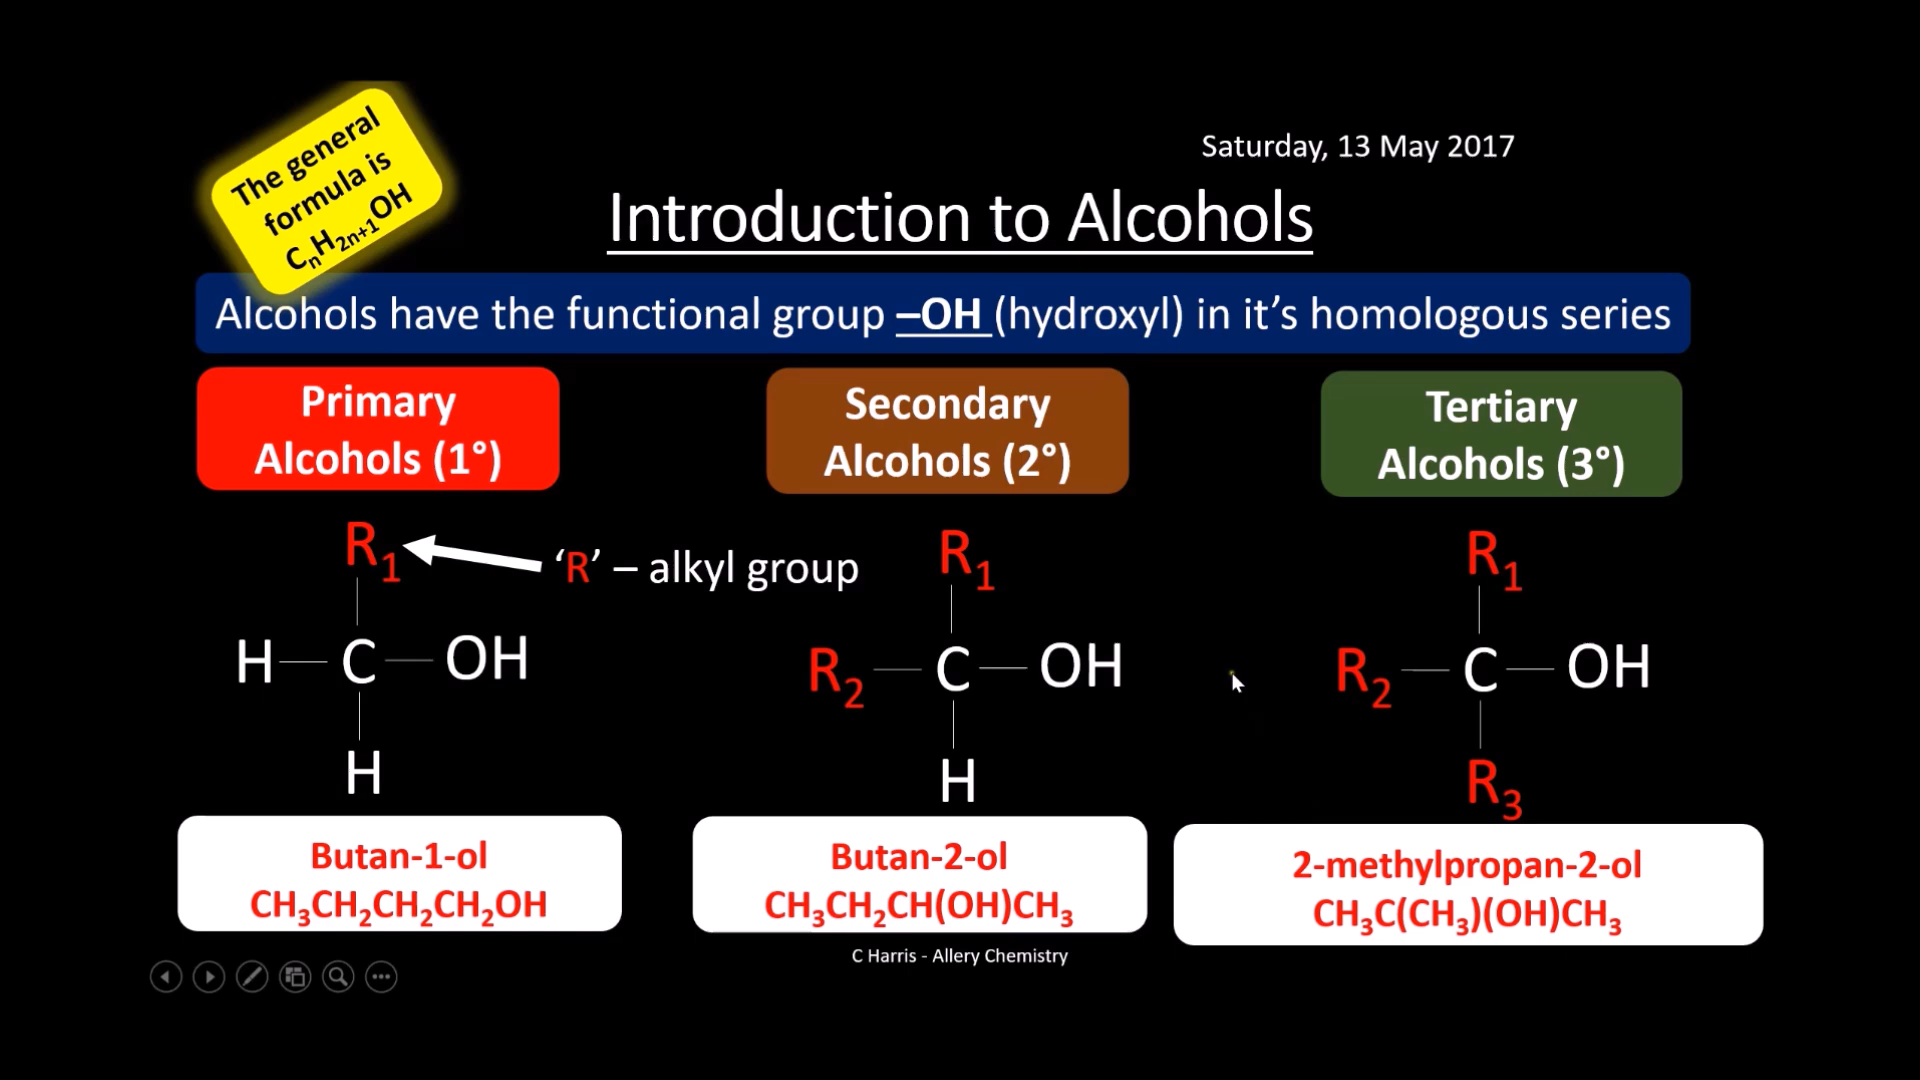 The general
formula is
CₙH₂ₙ₊₁OH
Saturday, 13 May 2017
Introduction to Alcohols
Alcohols have the functional group –OH (hydroxyl) in it’s homologous series
Primary
Alcohols (1°)
Secondary
Alcohols (2°)
Tertiary
Alcohols (3°)
R₁
‘R’ – alkyl group
H C OH
H
R₁
R₂ C OH
H
R₁
R₂ C OH
R₃
Butan-1-ol
CH₃CH₂CH₂CH₂OH
Butan-2-ol
CH₃CH₂CH(OH)CH₃
2-methylpropan-2-ol
CH₃C(CH₃)(OH)CH₃
C Harris - Allery Chemistry